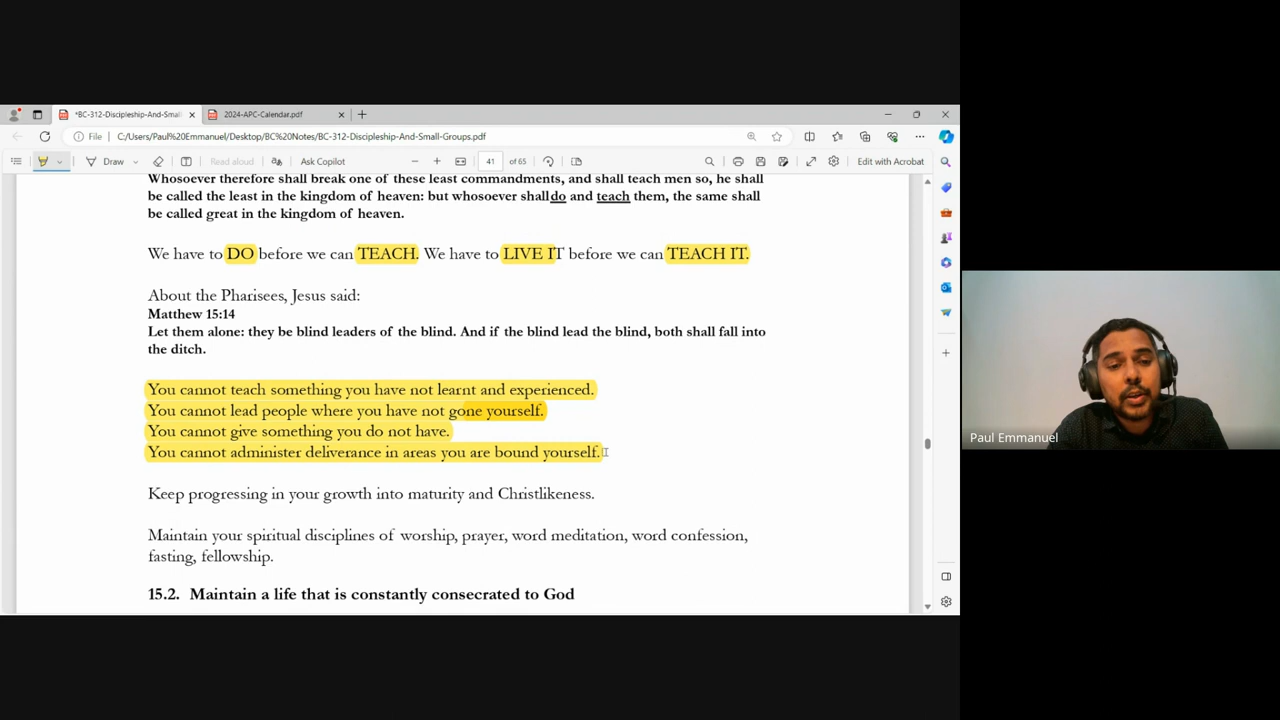 *BC-312-Discipleship-And-Small-
2024-APC-Calendar.pdf
File
C:/Users/Paul%20Emmanuel/Desktop/BC%20Notes/BC-312-Discipleship-And-Small-Groups.pdf
Draw
Read aloud
Ask Copilot
41
of 65
Edit with Acrobat
Whosoever therefore shall break one of these least commandments, and shall teach men so, he shall
be called the least in the kingdom of heaven: but whosoever shall do and teach them, the same shall
be called great in the kingdom of heaven.
We have to DO before we can TEACH. We have to LIVE IT before we can TEACH IT.
About the Pharisees, Jesus said:
Matthew 15:14
Let them alone: they be blind leaders of the blind. And if the blind lead the blind, both shall fall into
the ditch.
You cannot teach something you have not learnt and experienced.
You cannot lead people where you have not gone yourself.
You cannot give something you do not have.
You cannot administer deliverance in areas you are bound yourself.
Keep progressing in your growth into maturity and Christlikeness.
Maintain your spiritual disciplines of worship, prayer, word meditation, word confession,
fasting, fellowship.
15.2. Maintain a life that is constantly consecrated to God
Paul Emmanuel